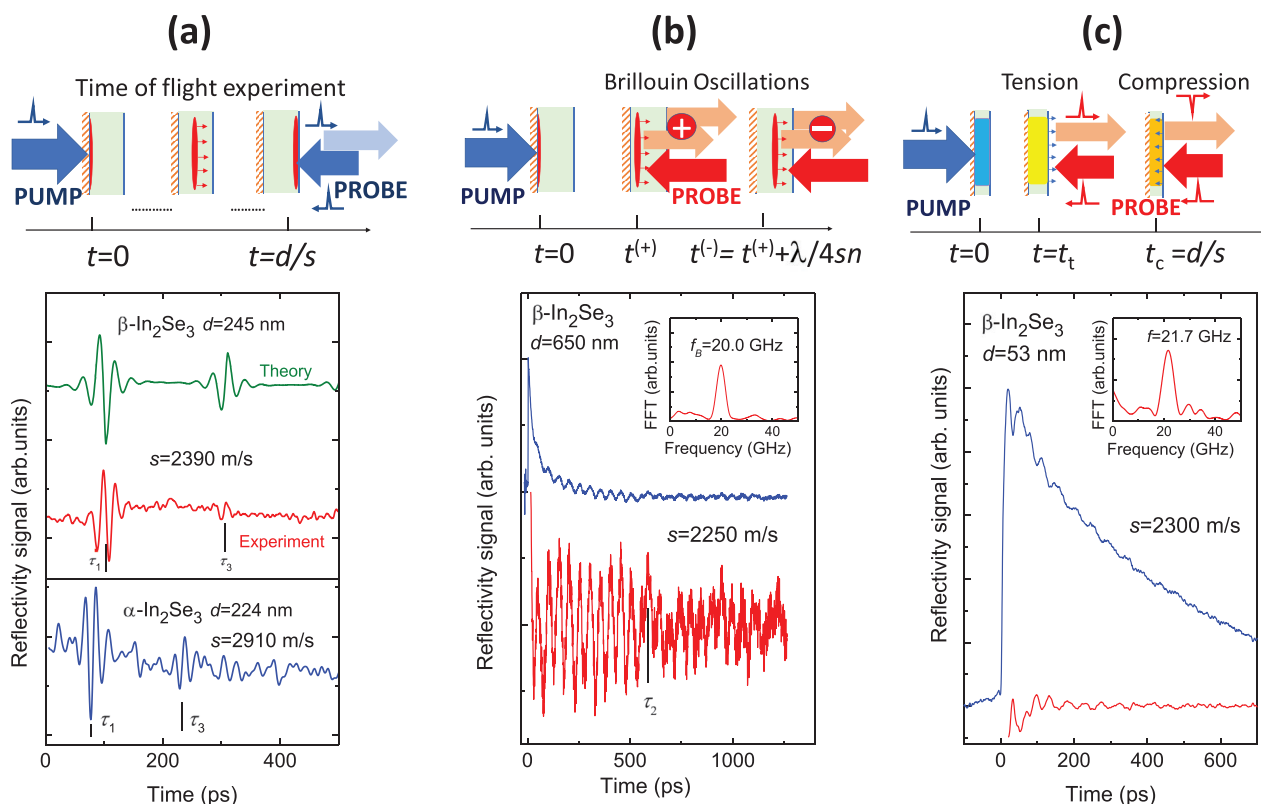 (a)
Time of flight experiment
PUMP
PROBE
t=0
t=d/s
β-In₂Se₃ d=245 nm
Theory
s=2390 m/s
Experiment
τ₁
τ₃
α-In₂Se₃ d=224 nm
s=2910 m/s
τ₁
τ₃
Reflectivity signal (arb.units)
0 200 400
Time (ps)
(b)
Brillouin Oscillations
+
−
PUMP
PROBE
t=0
t⁽⁺⁾
t⁽⁻⁾= t⁽⁺⁾+λ/4sn
β-In₂Se₃
d=650 nm
f_B=20.0 GHz
FFT (arb.units)
0 20 40
Frequency (GHz)
s=2250 m/s
τ₂
Reflectivity signal (arb. units)
0 500 1000
Time (ps)
(c)
Tension
Compression
PUMP
PROBE
t=0
t=tₜ
t_c =d/s
β-In₂Se₃
d=53 nm
f=21.7 GHz
FFT (arb.units)
0 20 40
Frequency (GHz)
s=2300 m/s
Reflectivity signal (arb. units)
0 200 400 600
Time (ps)